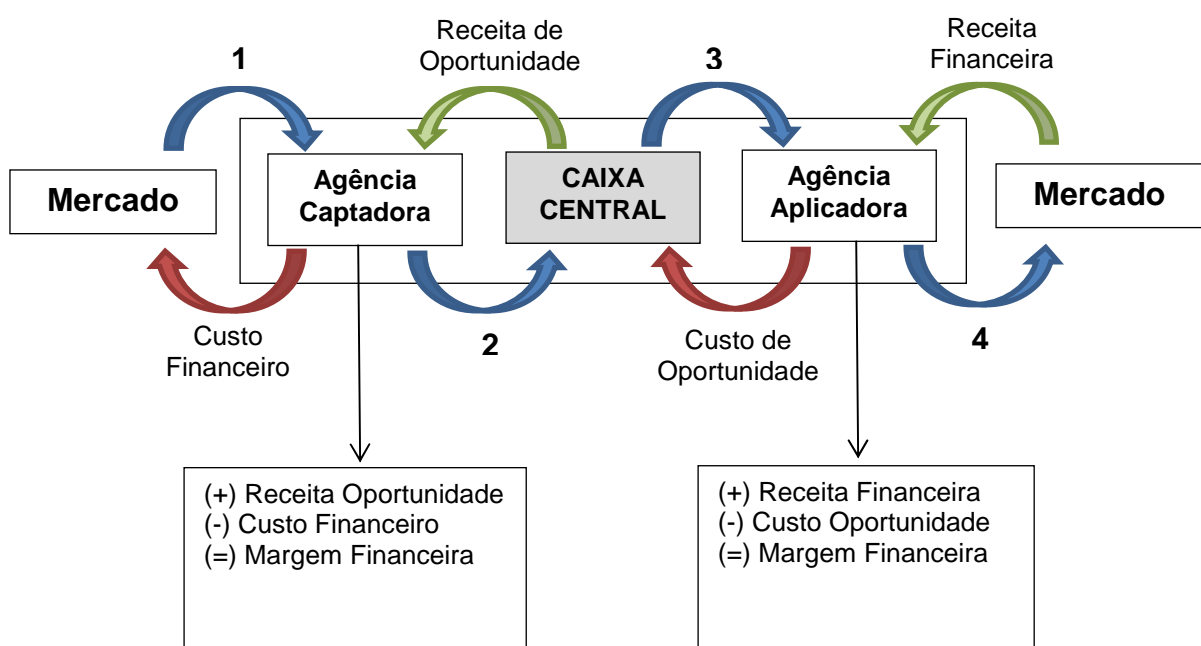 1
Receita de
Oportunidade
3
Receita
Financeira
Mercado
Agência
Captadora
CAIXA
CENTRAL
Agência
Aplicadora
Mercado
Custo
Financeiro
2
Custo de
Oportunidade
4
(+) Receita Oportunidade
(-) Custo Financeiro
(=) Margem Financeira
(+) Receita Financeira
(-) Custo Oportunidade
(=) Margem Financeira